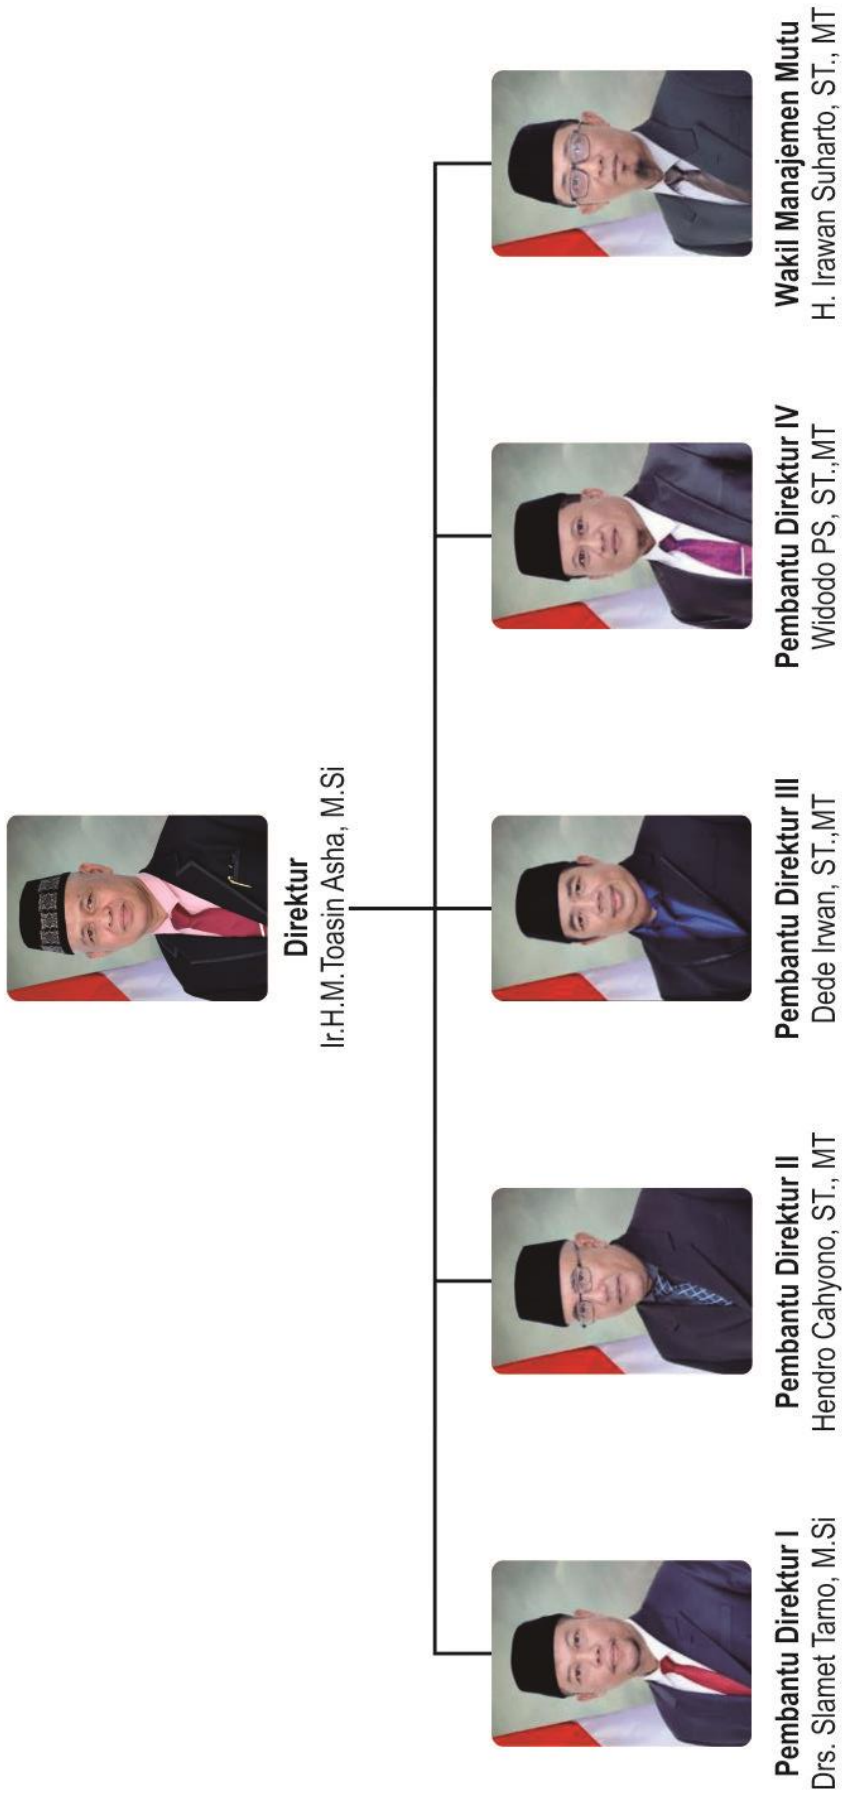 Direktur
Ir.H.M.Toasin Asha, M.Si
Pembantu Direktur I
Drs. Slamet Tarno, M.Si
Pembantu Direktur II
Hendro Cahyono, ST., MT
Pembantu Direktur III
Dede Irwan, ST.,MT
Pembantu Direktur IV
Widodo PS, ST.,MT
Wakil Manajemen Mutu
H. Irawan Suharto, ST., MT